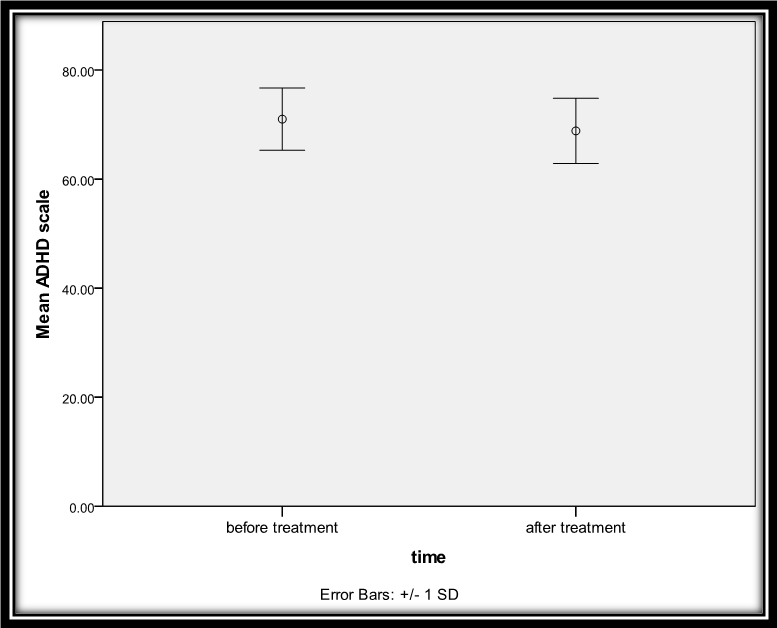 Mean ADHD scale
80.00
60.00
40.00
20.00
0.00
before treatment
after treatment
time
Error Bars: +/- 1 SD